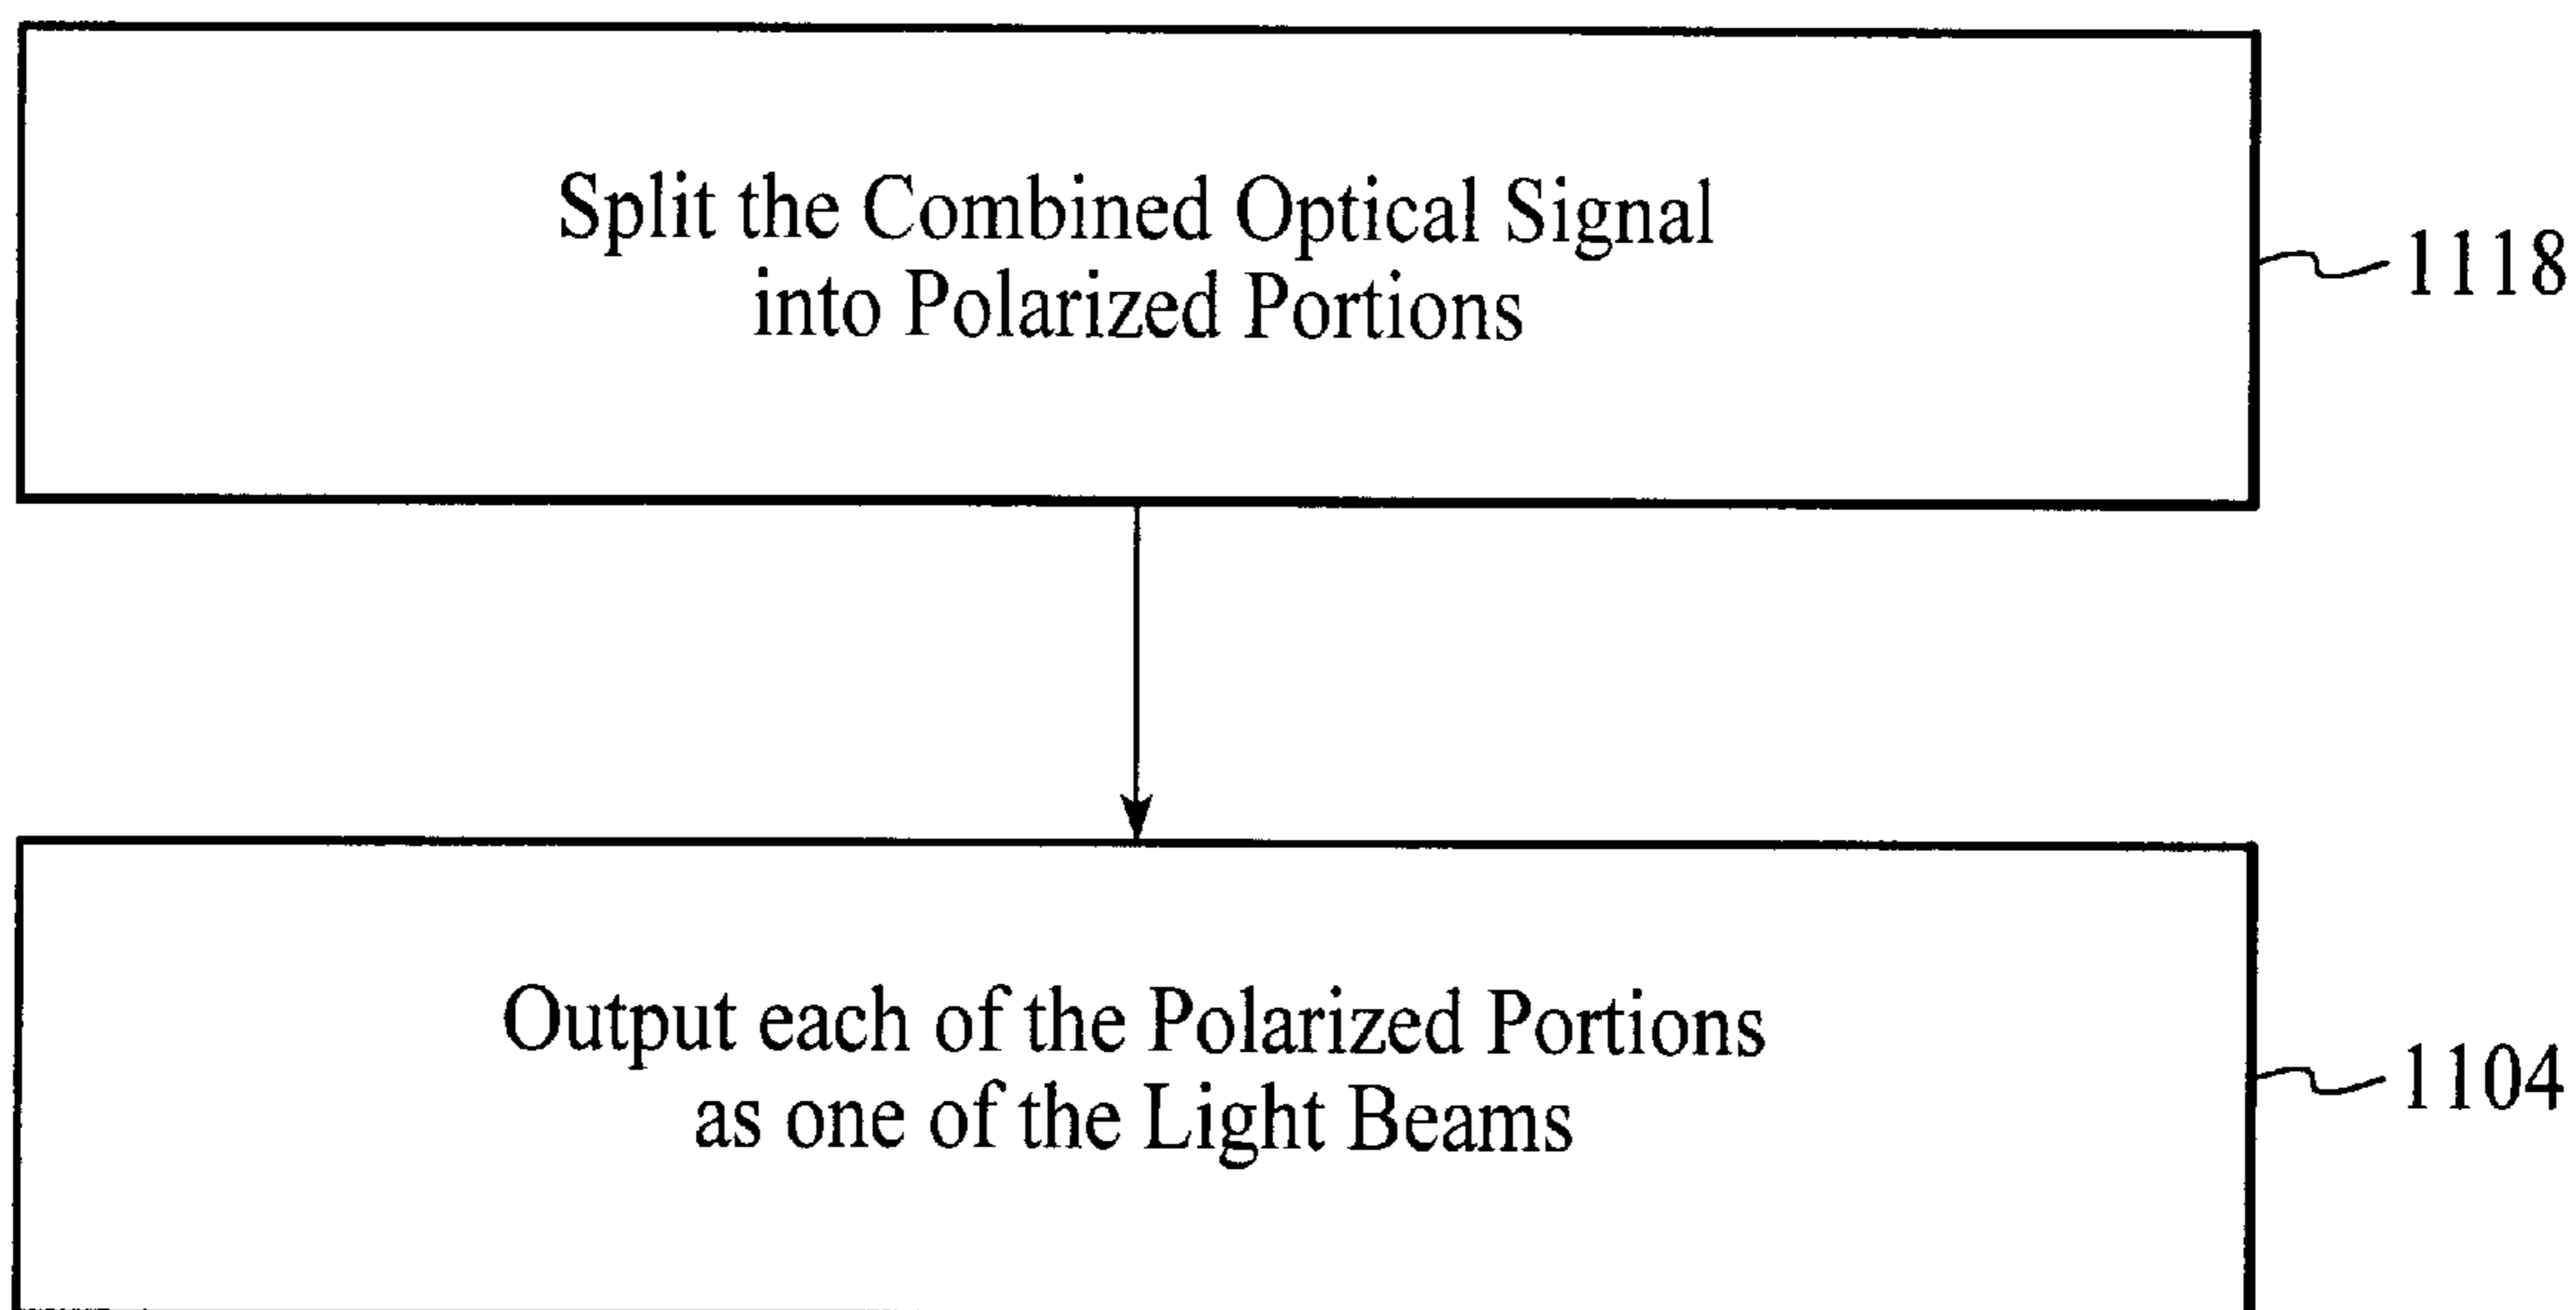 Split the Combined Optical Signal
into Polarized Portions
1118
Output each of the Polarized Portions
as one of the Light Beams
1104